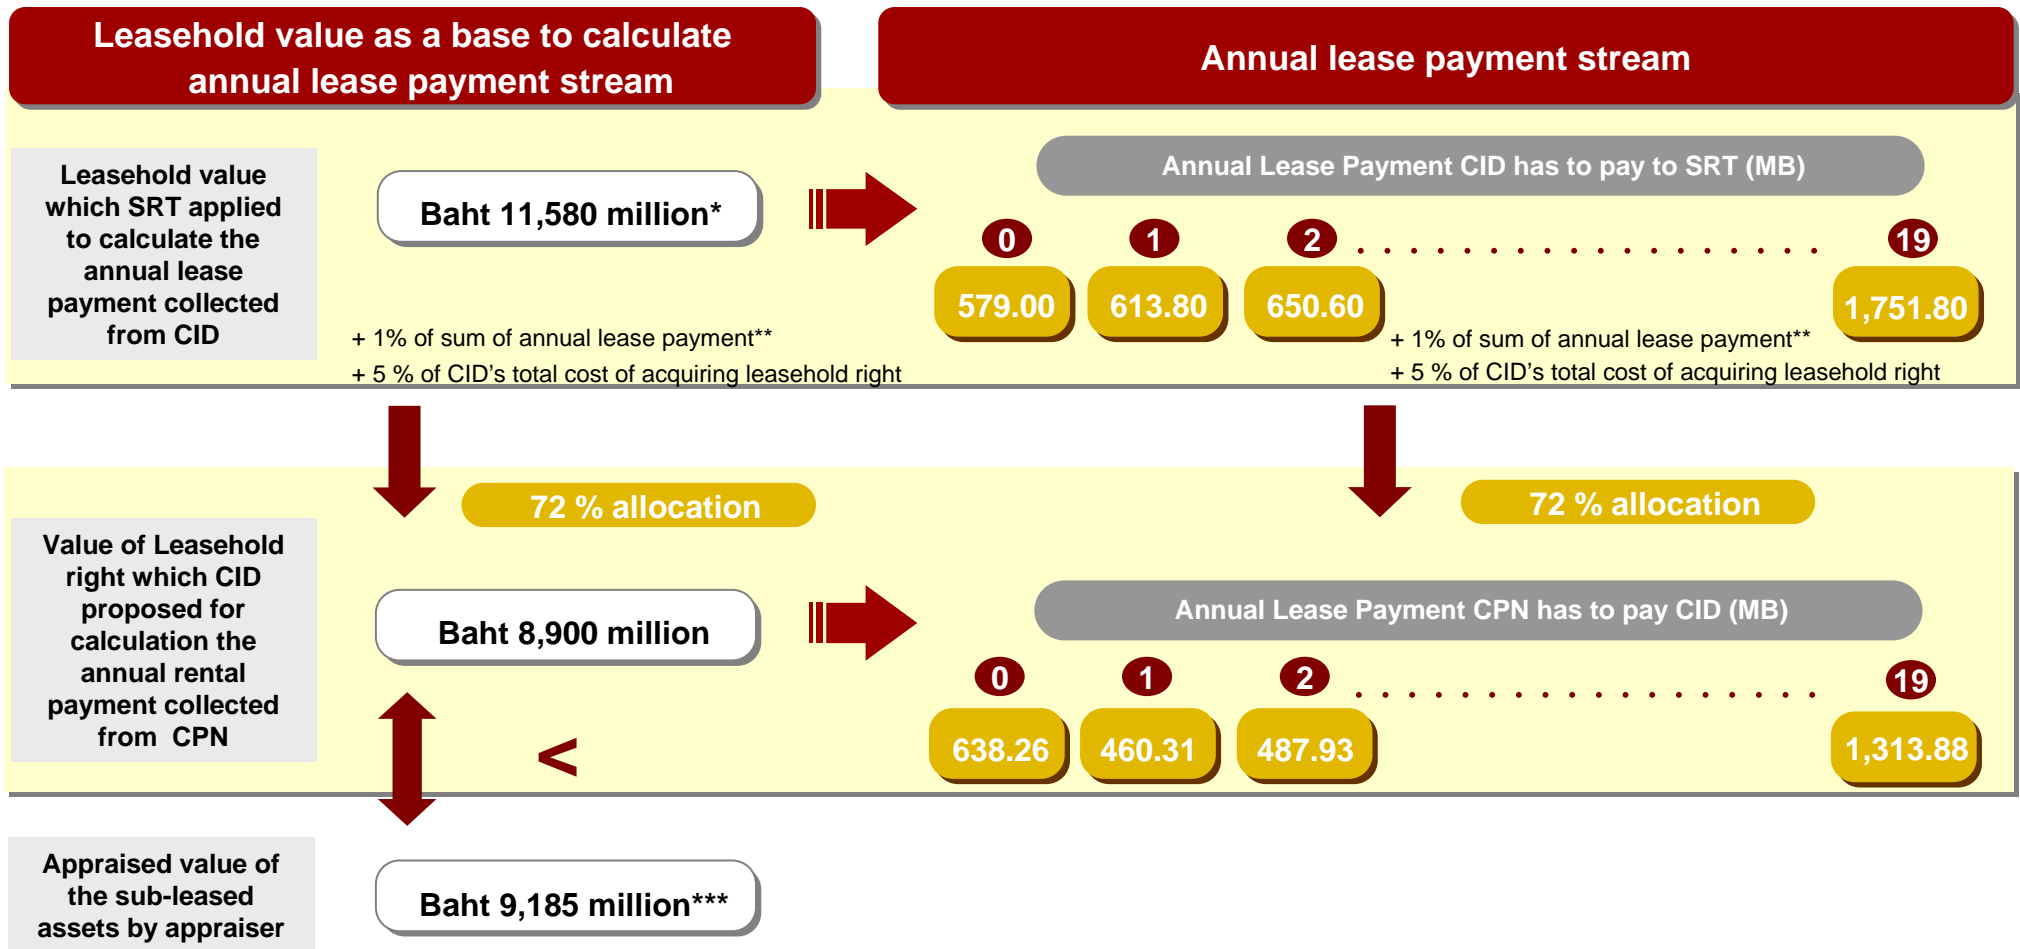 Leasehold value as a base to calculate
annual lease payment stream
Annual lease payment stream
Leasehold value
which SRT applied
to calculate the
annual lease
payment collected
from CID
Baht 11,580 million*
+ 1% of sum of annual lease payment**
+ 5 % of CID's total cost of acquiring leasehold right
Annual Lease Payment CID has to pay to SRT (MB)
0 1 2 . . . . . . . . . . . . . . . . . . 19
579.00 613.80 650.60 1,751.80
+ 1% of sum of annual lease payment**
+ 5 % of CID's total cost of acquiring leasehold right
72 % allocation
72 % allocation
Value of Leasehold
right which CID
proposed for
calculation the
annual rental
payment collected
from CPN
Baht 8,900 million
<
Annual Lease Payment CPN has to pay CID (MB)
0 1 2 . . . . . . . . . . . . . . . . . . 19
638.26 460.31 487.93 1,313.88
Appraised value of
the sub-leased
assets by appraiser
Baht 9,185 million***